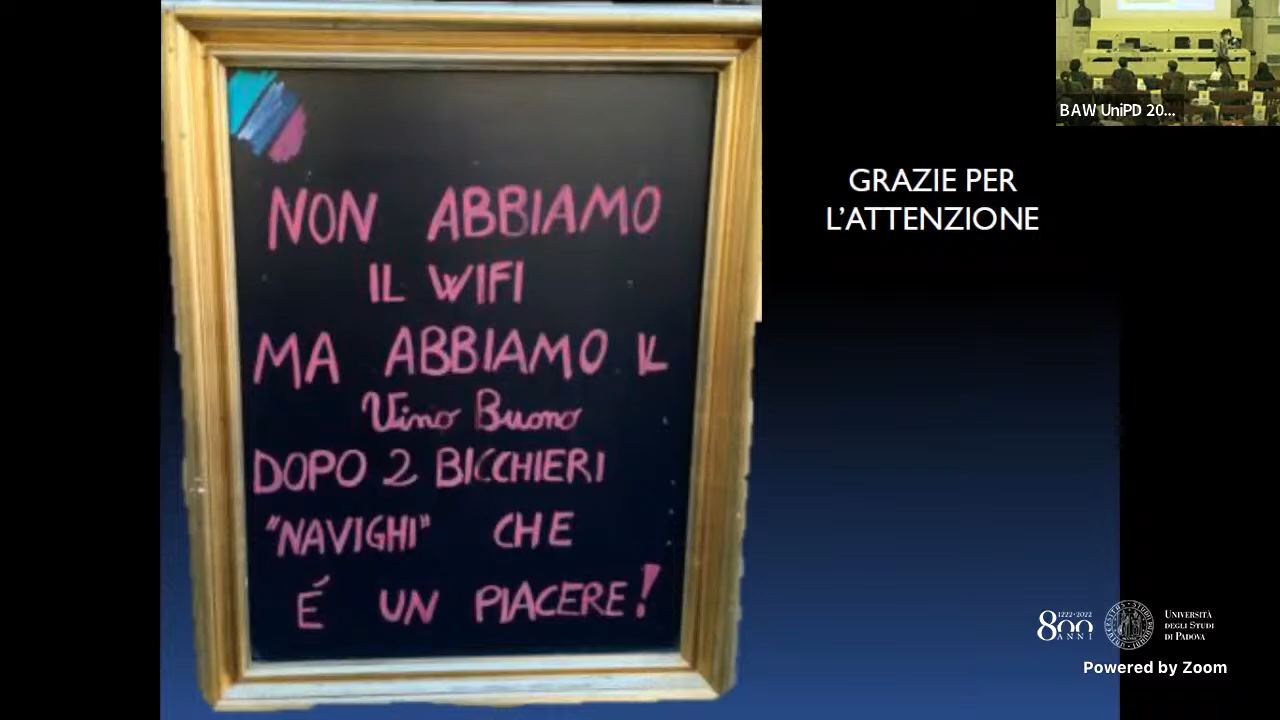 NON ABBIAMO
IL WIFI
MA ABBIAMO IL
Vino Buono
DOPO 2 BICCHIERI
"NAVIGHI" CHE
É UN PIACERE!
GRAZIE PER
L'ATTENZIONE
BAW UniPD 20...
1222·2022
800
ANNI
UNIVERSITÀ
DEGLI STUDI
DI PADOVA
Powered by Zoom